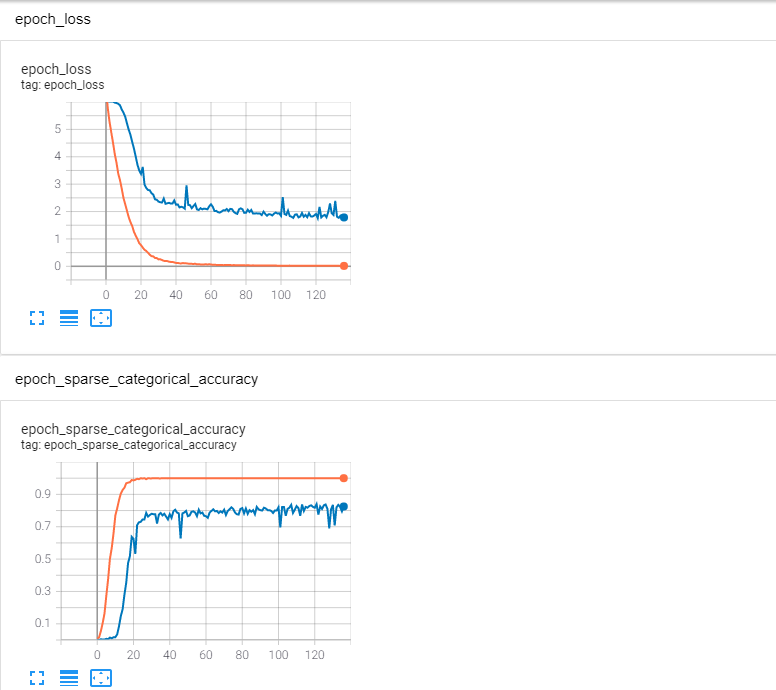 epoch_loss
epoch_loss
tag: epoch_loss
5
4
3
2
1
0
0 20 40 60 80 100 120
epoch_sparse_categorical_accuracy
epoch_sparse_categorical_accuracy
tag: epoch_sparse_categorical_accuracy
0.9
0.7
0.5
0.3
0.1
0 20 40 60 80 100 120